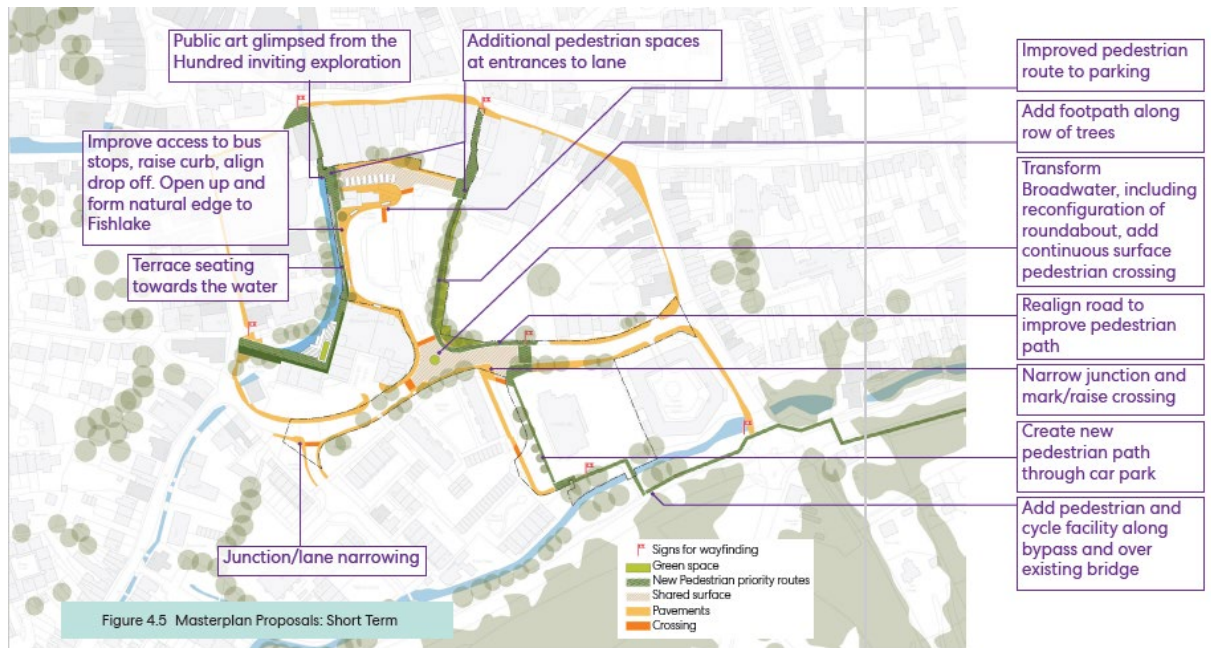 Public art glimpsed from the
Hundred inviting exploration
Additional pedestrian spaces
at entrances to lane
Improve access to bus
stops, raise curb, align
drop off. Open up and
form natural edge to
Fishlake
Terrace seating
towards the water
Junction/lane narrowing
Improved pedestrian
route to parking
Add footpath along
row of trees
Transform
Broadwater, including
reconfiguration of
roundabout, add
continuous surface
pedestrian crossing
Realign road to
improve pedestrian
path
Narrow junction and
mark/raise crossing
Create new
pedestrian path
through car park
Add pedestrian and
cycle facility along
bypass and over
existing bridge
Signs for wayfinding
Green space
New Pedestrian priority routes
Shared surface
Pavements
Crossing
Figure 4.5 Masterplan Proposals: Short Term